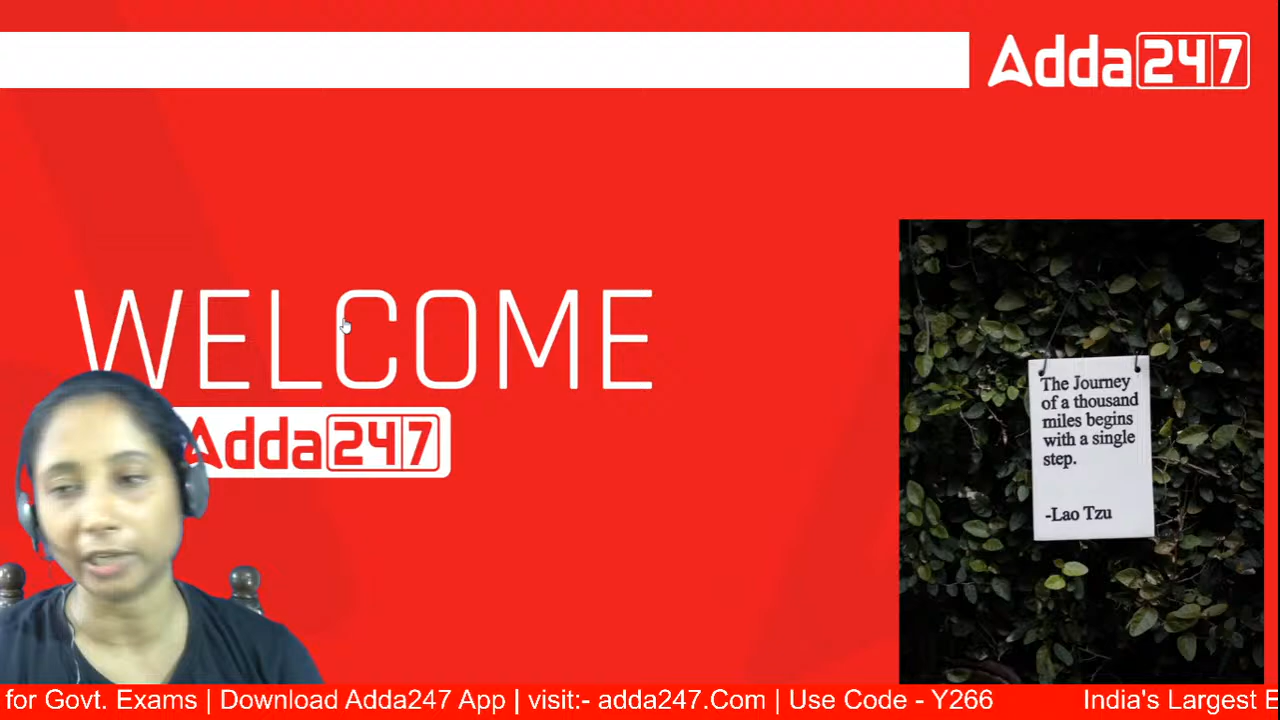 Adda247
WELCOME
Adda247
The Journey
of a thousand
miles begins
with a single
step.
-Lao Tzu
for Govt. Exams | Download Adda247 App | visit:- adda247.Com | Use Code - Y266 India's Largest E